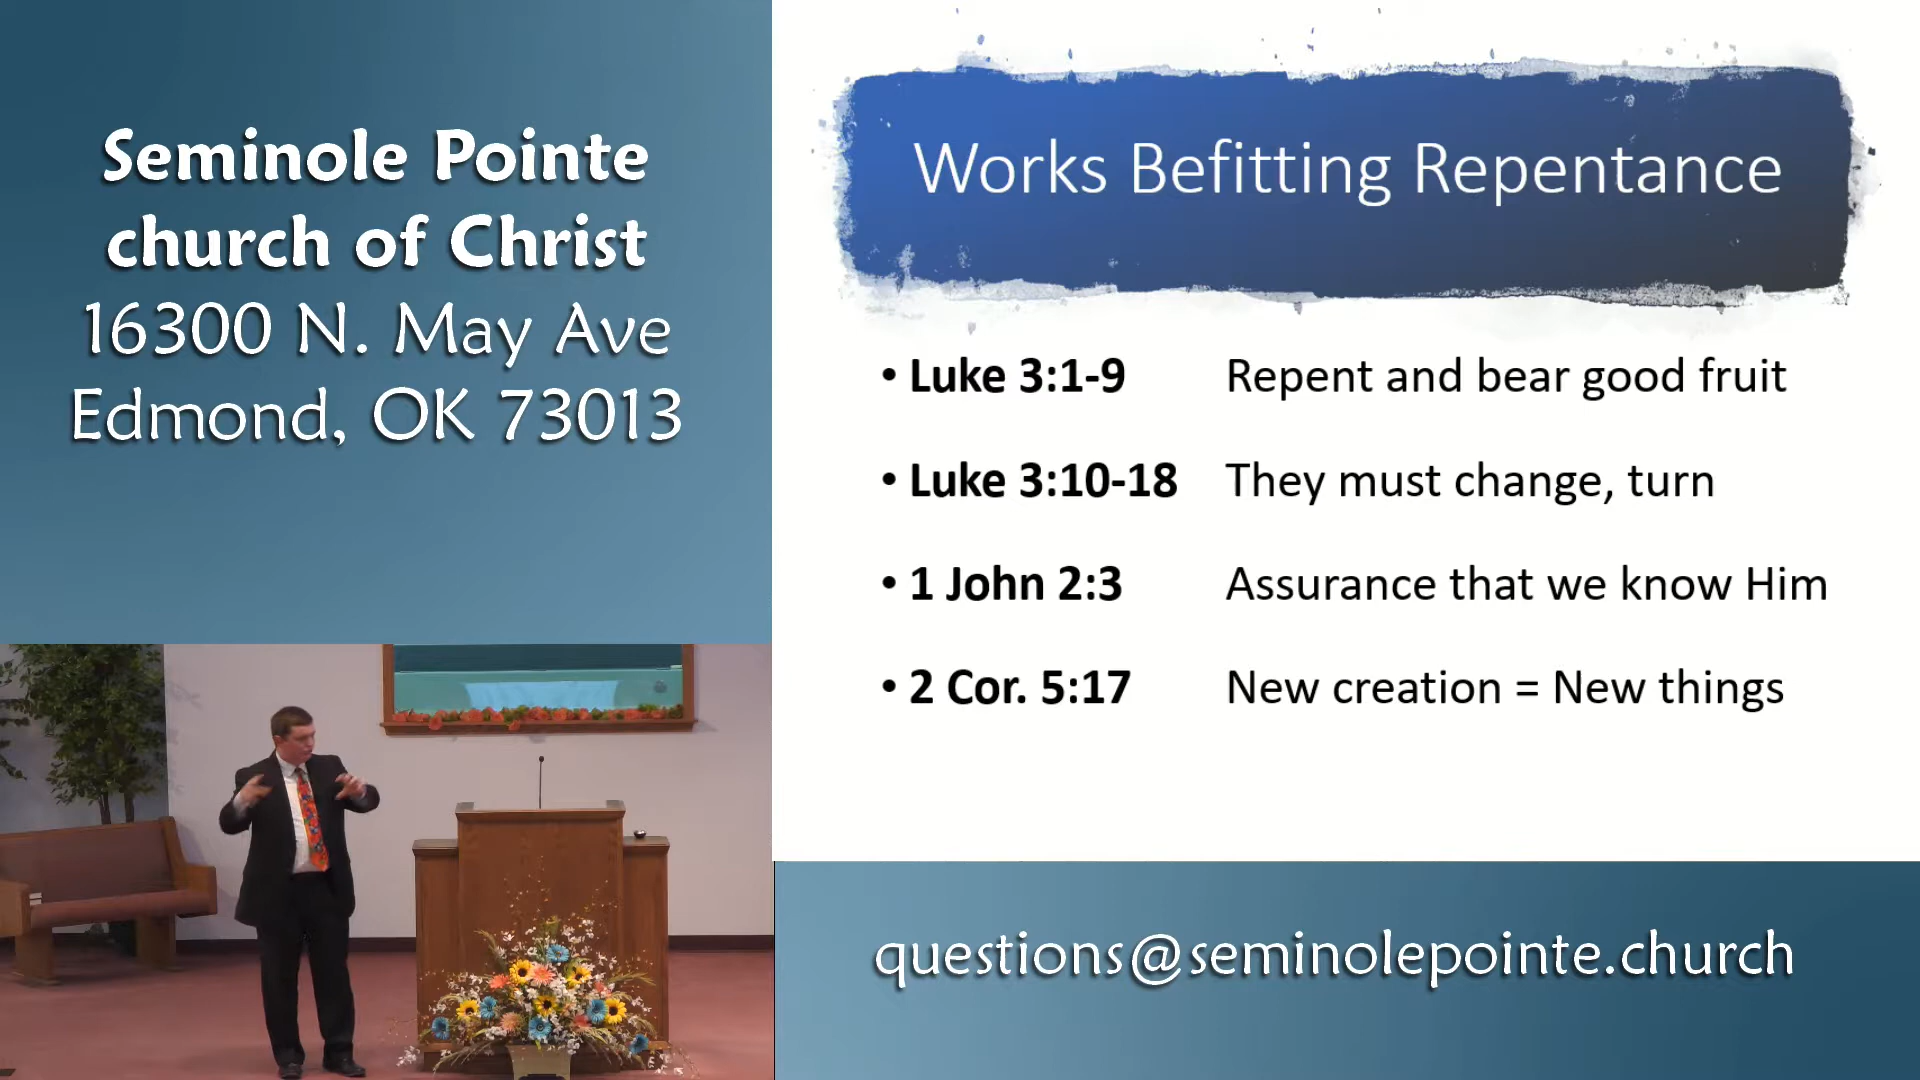 Seminole Pointe
church of Christ
16300 N. May Ave
Edmond, OK 73013
Works Befitting Repentance
• Luke 3:1-9 Repent and bear good fruit
• Luke 3:10-18 They must change, turn
• 1 John 2:3 Assurance that we know Him
• 2 Cor. 5:17 New creation = New things
questions@seminolepointe.church